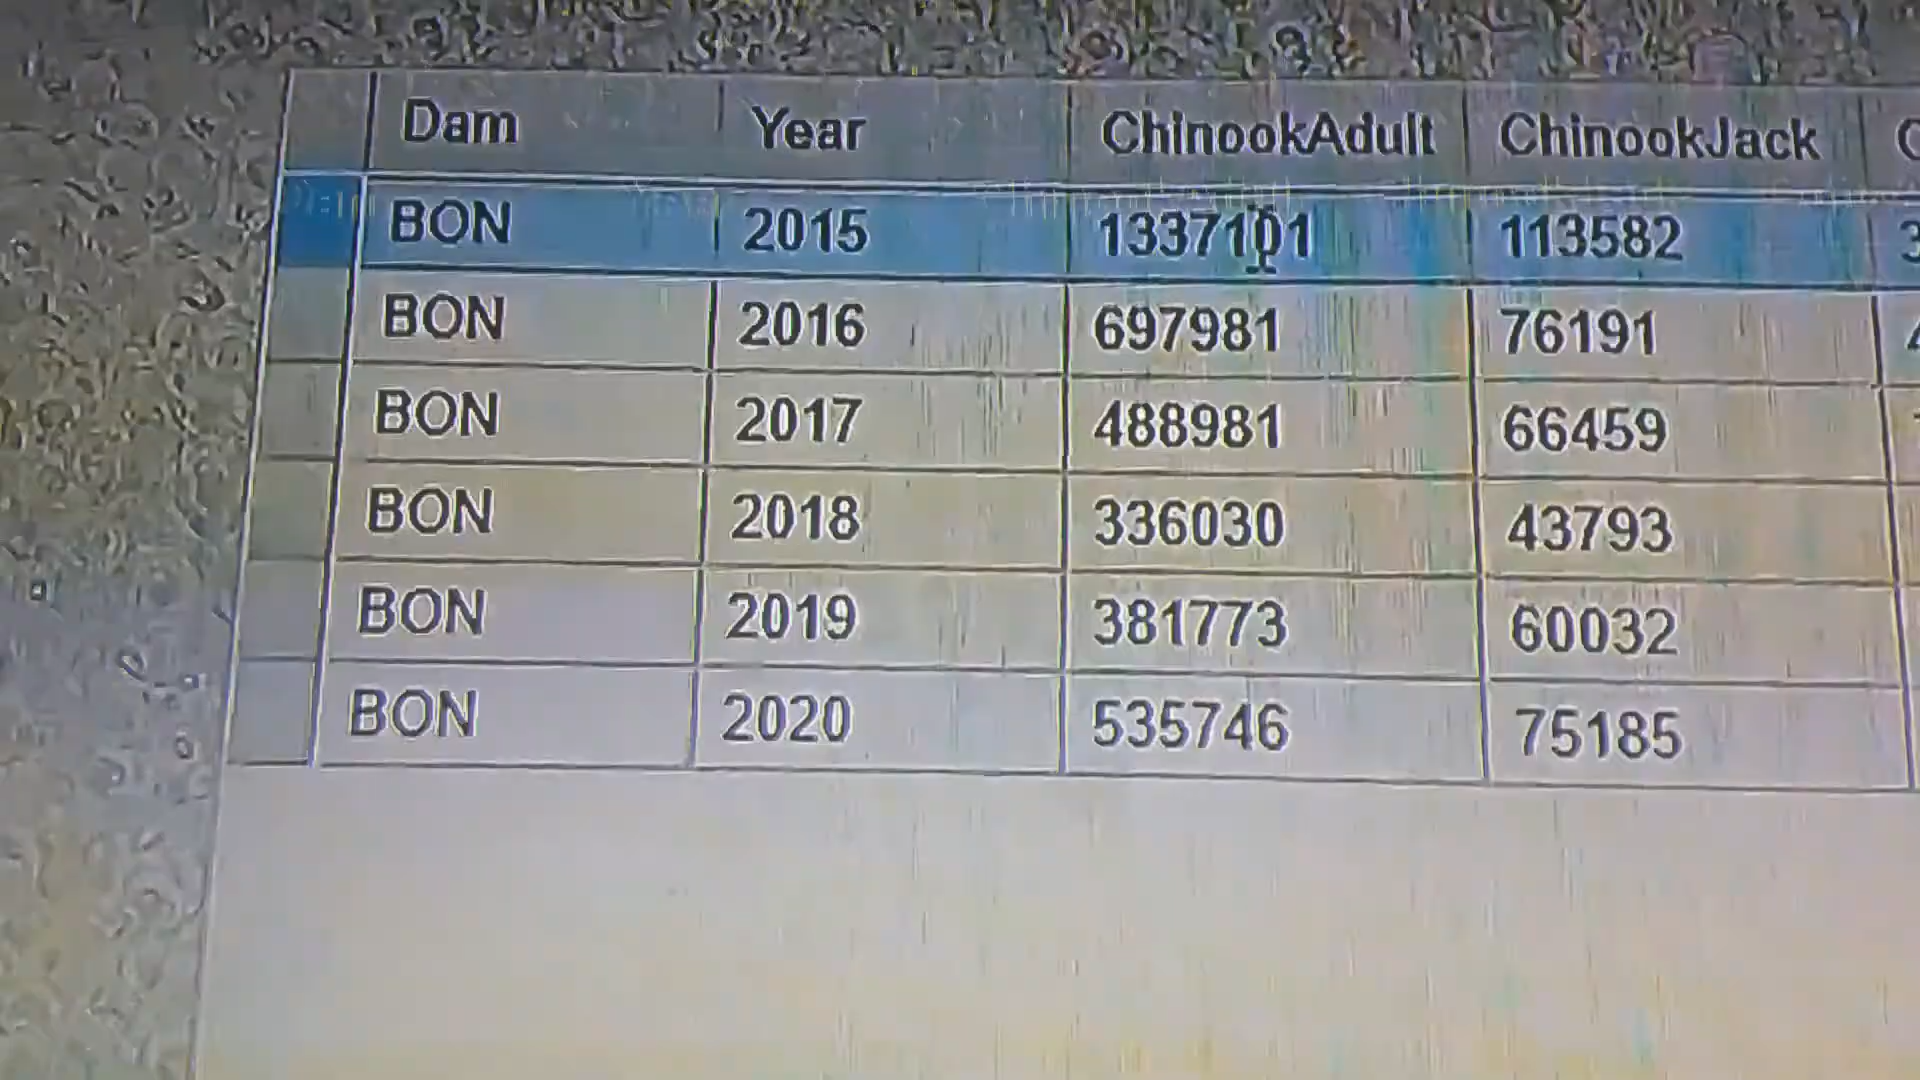 Dam Year ChinookAdult ChinookJack
BON 2015 1337101 113582
BON 2016 697981 76191
BON 2017 488981 66459
BON 2018 336030 43793
BON 2019 381773 60032
BON 2020 535746 75185